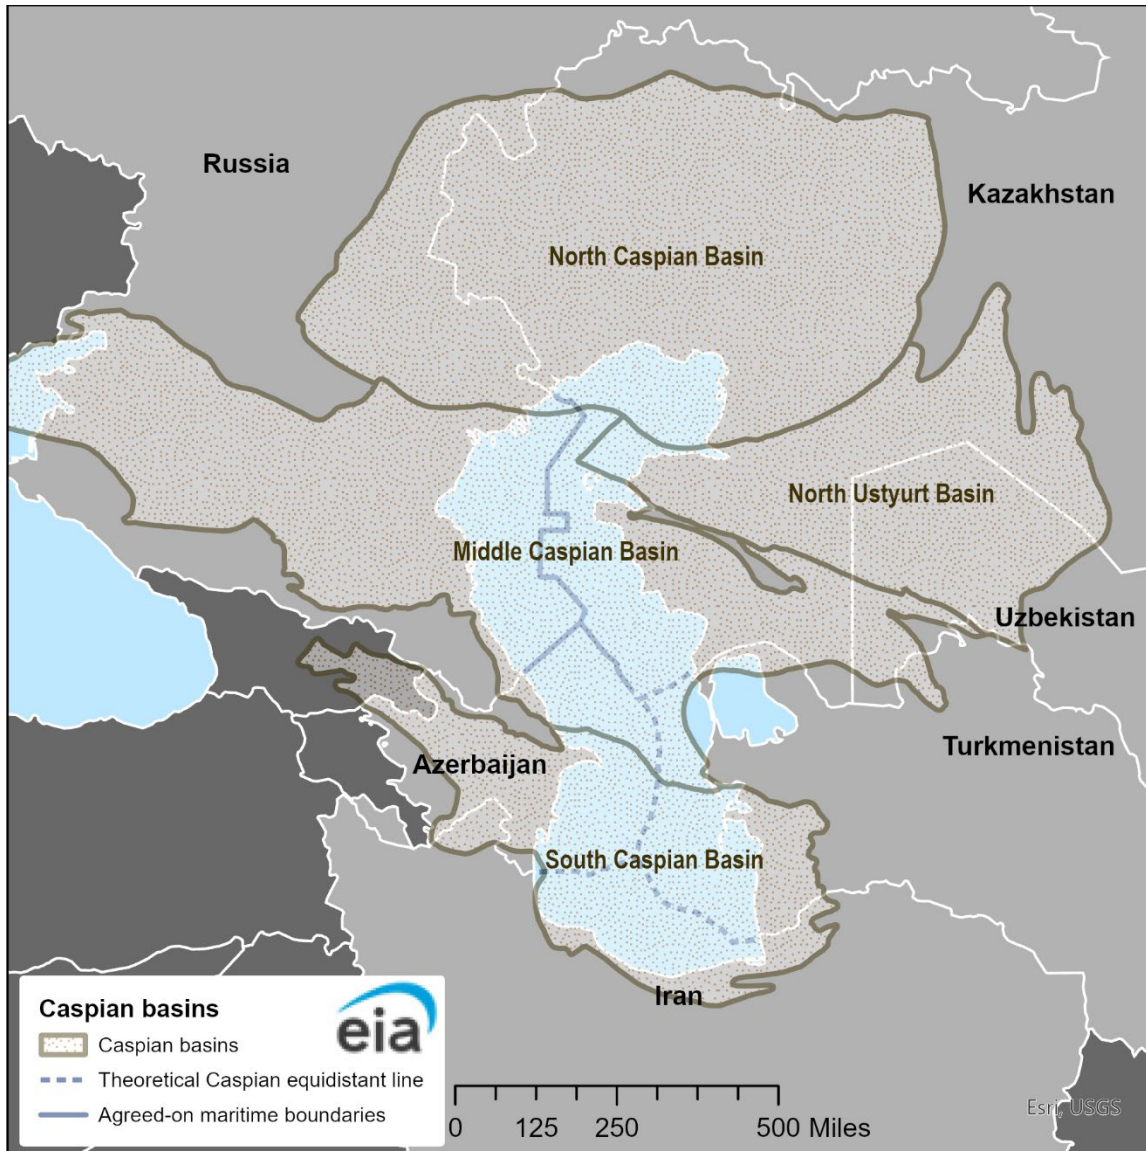 Russia
Kazakhstan
North Caspian Basin
North Ustyurt Basin
Middle Caspian Basin
Uzbekistan
Turkmenistan
Azerbaijan
South Caspian Basin
Iran
Caspian basins
eia
Caspian basins
Theoretical Caspian equidistant line
Agreed-on maritime boundaries
0 125 250 500 Miles
Esri, USGS